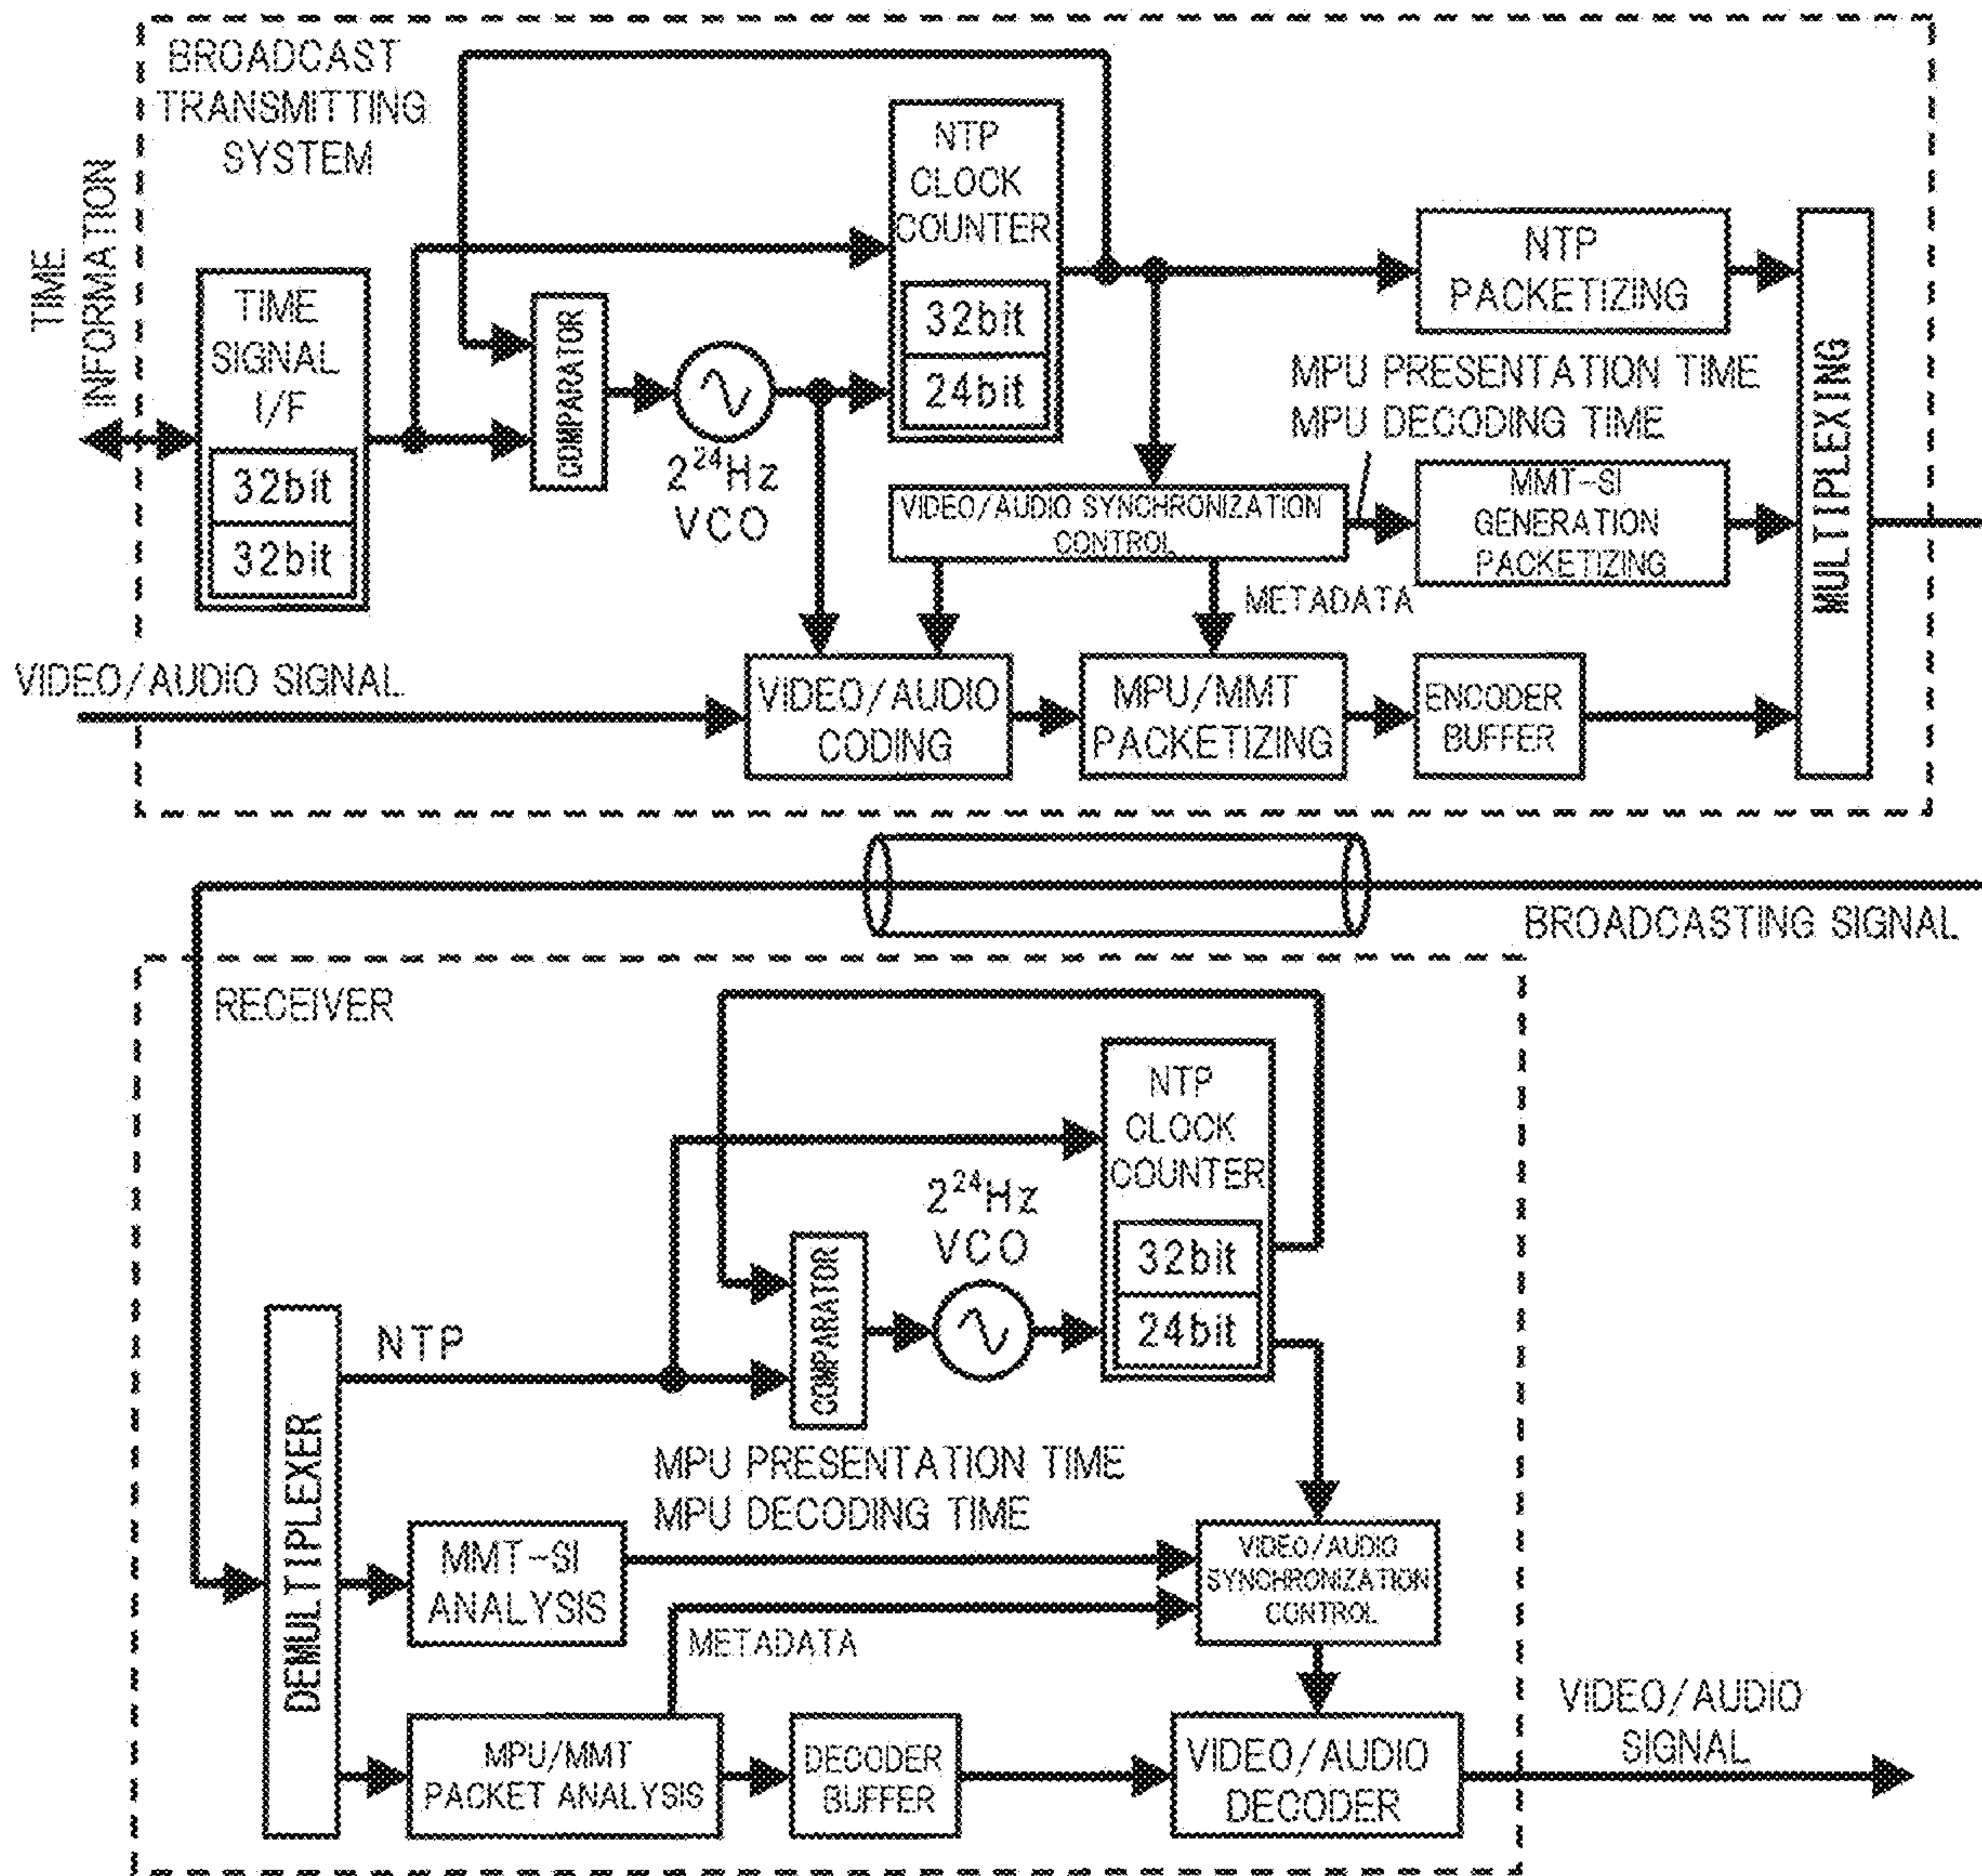 BROADCAST
TRANSMITTING
SYSTEM
TIME
INFORMATION
TIME
SIGNAL
I/F
32bit
32bit
COMPARATOR
2²⁴Hz
VCO
NTP
CLOCK
COUNTER
32bit
24bit
NTP
PACKETIZING
MPU PRESENTATION TIME
MPU DECODING TIME
VIDEO/AUDIO SYNCHRONIZATION
CONTROL
MMT-SI
GENERATION
PACKETIZING
METADATA
MULTIPLEXING
VIDEO/AUDIO SIGNAL
VIDEO/AUDIO
CODING
MPU/MMT
PACKETIZING
ENCODER
BUFFER
BROADCASTING SIGNAL
RECEIVER
NTP
CLOCK
COUNTER
32bit
24bit
2²⁴Hz
VCO
COMPARATOR
NTP
DEMULTIPLEXER
MPU PRESENTATION TIME
MPU DECODING TIME
MMT-SI
ANALYSIS
VIDEO/AUDIO
SYNCHRONIZATION
CONTROL
METADATA
MPU/MMT
PACKET ANALYSIS
DECODER
BUFFER
VIDEO/AUDIO
DECODER
VIDEO/AUDIO
SIGNAL